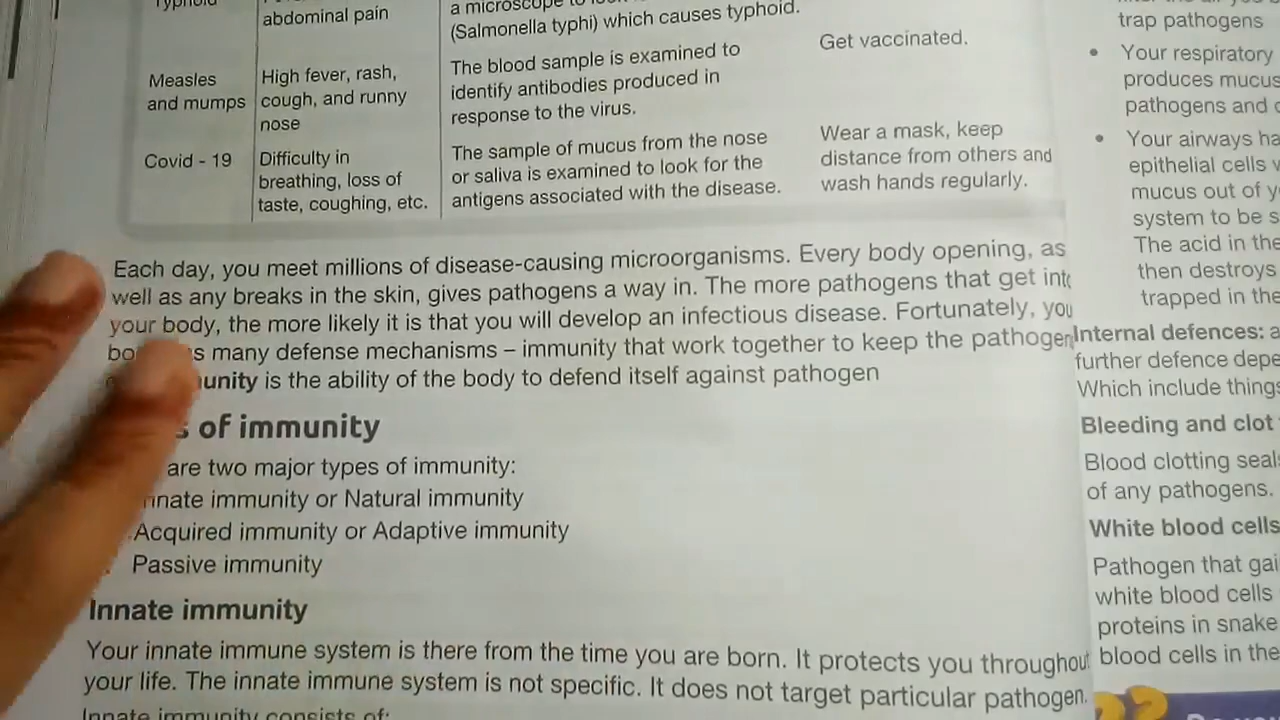 abdominal pain
a microscope to look
(Salmonella typhi) which causes typhoid.
Measles
and mumps
High fever, rash,
cough, and runny
nose
The blood sample is examined to
identify antibodies produced in
response to the virus.
Get vaccinated.
Covid - 19
Difficulty in
breathing, loss of
taste, coughing, etc.
The sample of mucus from the nose
or saliva is examined to look for the
antigens associated with the disease.
Wear a mask, keep
distance from others and
wash hands regularly.
Each day, you meet millions of disease-causing microorganisms. Every body opening, as
well as any breaks in the skin, gives pathogens a way in. The more pathogens that get int
your body, the more likely it is that you will develop an infectious disease. Fortunately, you
many defense mechanisms – immunity that work together to keep the pathogen
unity is the ability of the body to defend itself against pathogen
of immunity
are two major types of immunity:
nnate immunity or Natural immunity
Acquired immunity or Adaptive immunity
Passive immunity
Innate immunity
Your innate immune system is there from the time you are born. It protects you throughout
your life. The innate immune system is not specific. It does not target particular pathogen.
Innate immunity consists of:
trap pathogens
• Your respiratory
produces mucus
pathogens and
• Your airways ha
epithelial cells
mucus out of y
system to be s
The acid in the
then destroys
trapped in the
Internal defences: a
further defence depe
Which include things
Bleeding and clot
Blood clotting seal
of any pathogens.
White blood cells
Pathogen that gai
white blood cells
proteins in snake
blood cells in the